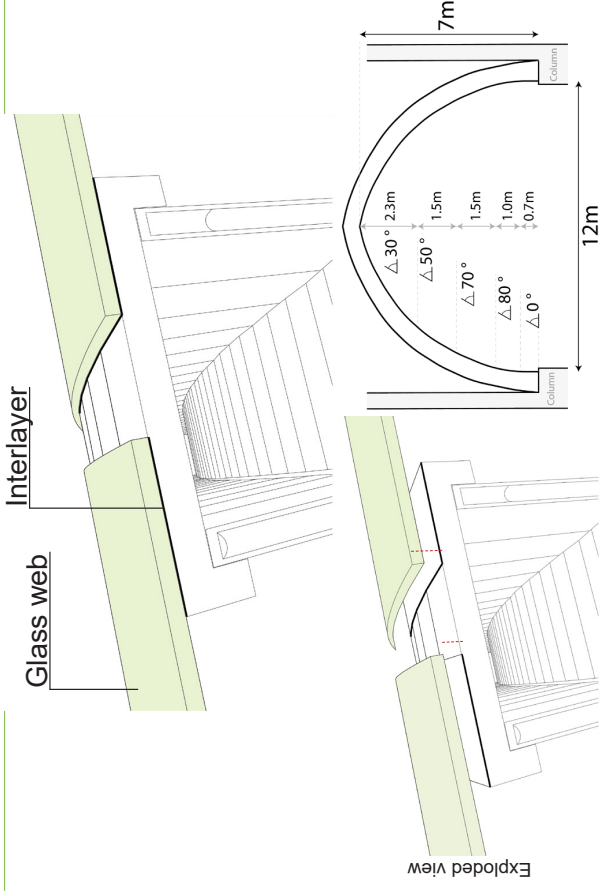 Interlayer
Glass web
Exploded view
7m
Column
2.3m
1.5m
1.5m
1.0m
0.7m
30 °
50 °
70 °
80 °
0 °
12m
Column